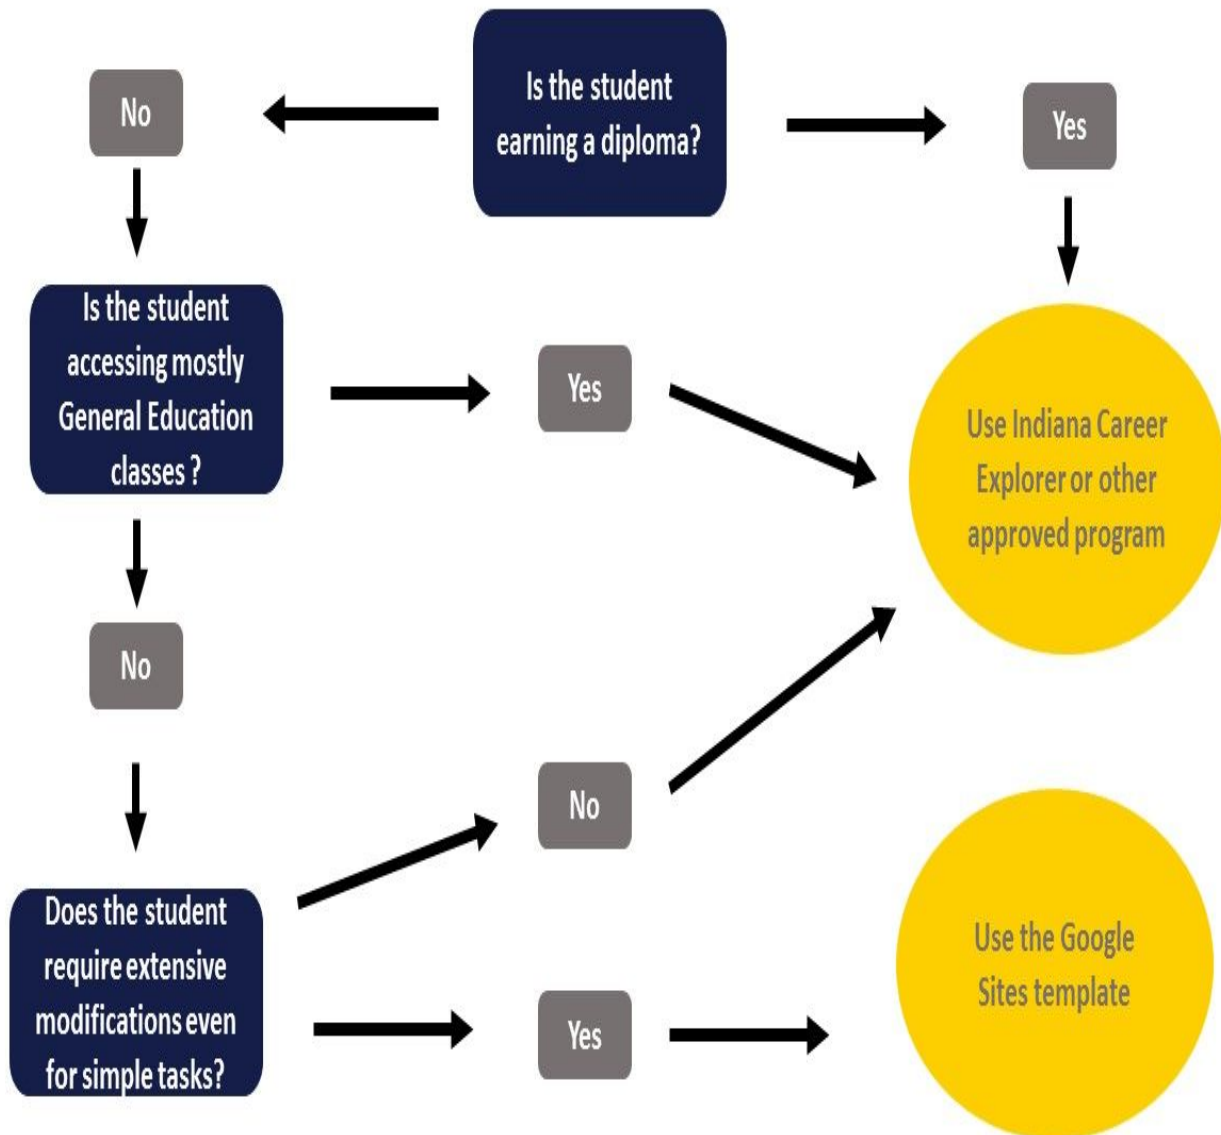 Is the student
earning a diploma?
No
Yes
Is the student
accessing mostly
General Education
classes ?
Yes
Use Indiana Career
Explorer or other
approved program
No
No
Does the student
require extensive
modifications even
for simple tasks?
Yes
Use the Google
Sites template